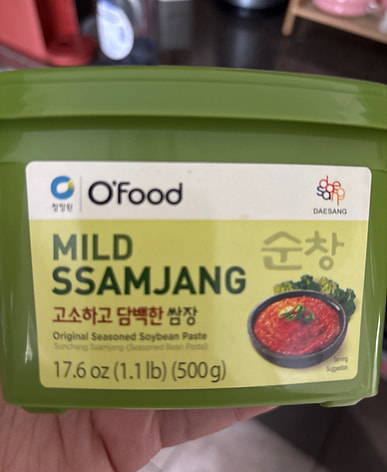 청정원
O'Food
daesang
DAESANG
MILD
SSAMJANG
순창
고소하고 담백한 쌈장
Original Seasoned Soybean Paste
Sunchang Ssamjang (Seasoned Bean Paste)
17.6 oz (1.1 lb) (500g)
Serving
Suggestion